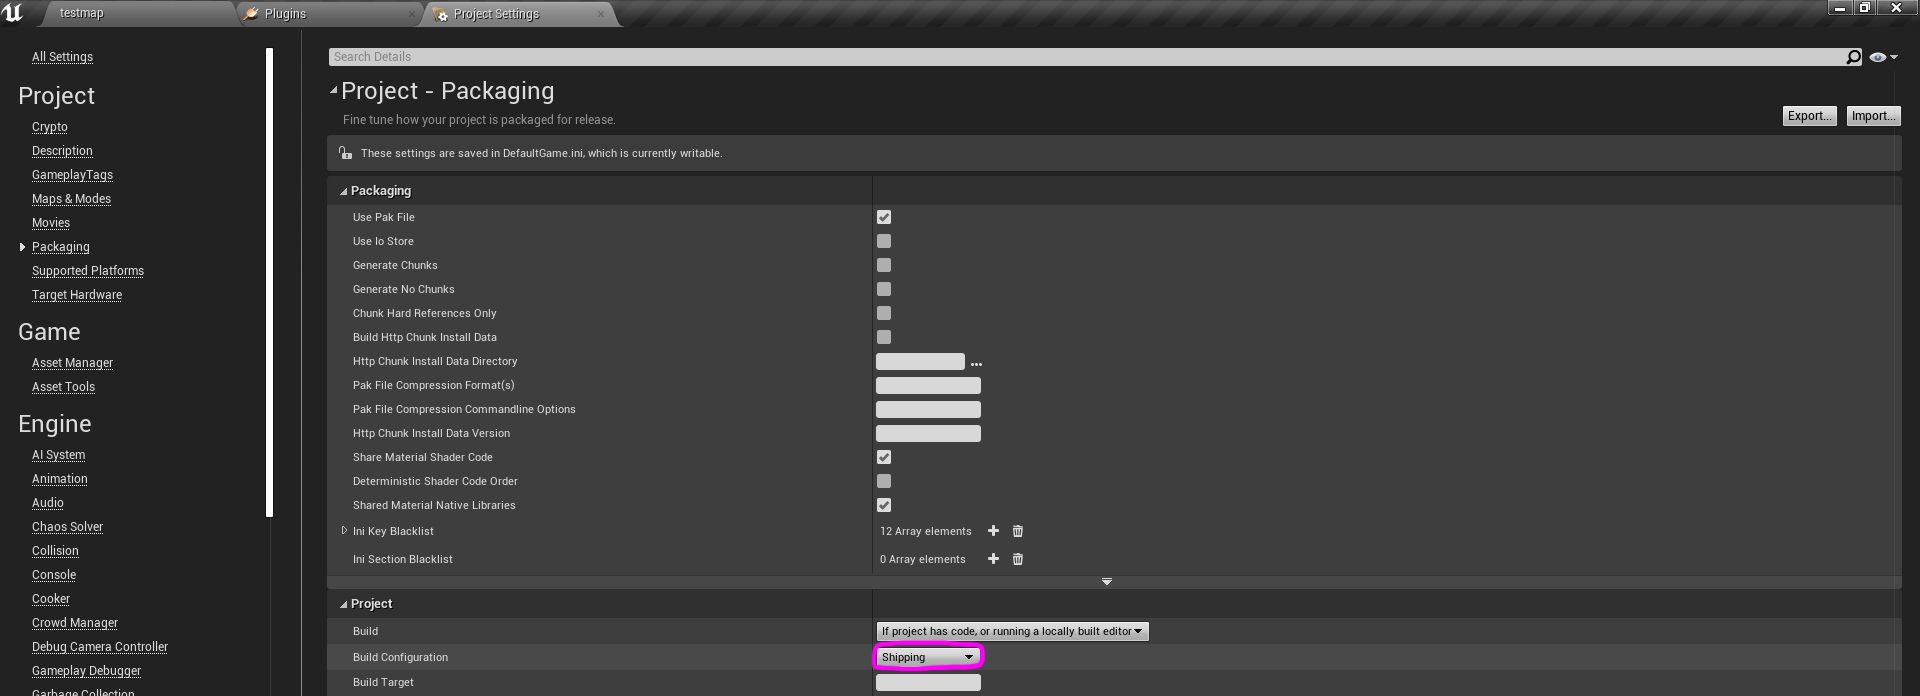 testmap
Plugins
Project Settings
All Settings
Project
Crypto
Description
GameplayTags
Maps & Modes
Movies
Packaging
Supported Platforms
Target Hardware
Game
Asset Manager
Asset Tools
Engine
AI System
Animation
Audio
Chaos Solver
Collision
Console
Cooker
Crowd Manager
Debug Camera Controller
Gameplay Debugger
Garbage Collection
Search Details
Project - Packaging
Fine tune how your project is packaged for release.
Export...
Import...
These settings are saved in DefaultGame.ini, which is currently writable.
Packaging
Use Pak File
Use Io Store
Generate Chunks
Generate No Chunks
Chunk Hard References Only
Build Http Chunk Install Data
Http Chunk Install Data Directory
...
Pak File Compression Format(s)
Pak File Compression Commandline Options
Http Chunk Install Data Version
Share Material Shader Code
Deterministic Shader Code Order
Shared Material Native Libraries
Ini Key Blacklist 12 Array elements
Ini Section Blacklist 0 Array elements
Project
Build If project has code, or running a locally built editor
Build Configuration Shipping
Build Target